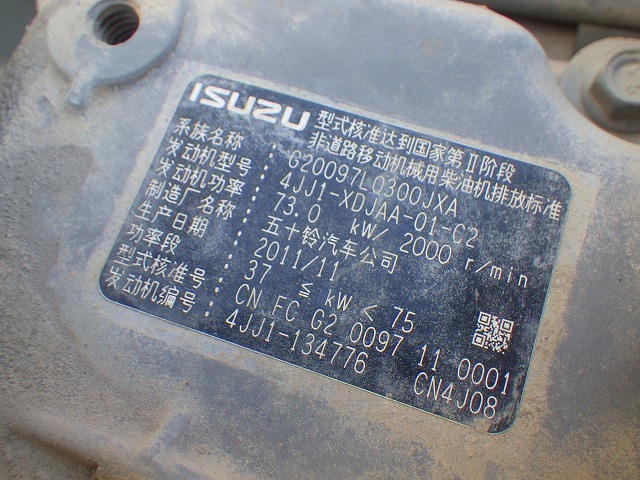 ISUZU 型式核准达到国家第Ⅱ阶段
非道路移动机械用柴油机排放标准
系族名称 : G20097L0300JXA
发动机型号 : 4JJ1-XDJAA-01-C2
发动机功率 : 73.0 kW/ 2000 r/min
制造厂名称 : 五十铃汽车公司
生产日期 : 2011/11
功率段 : 37 ≤ kW < 75
型式核准号 : CN FC G2 0097 11 0001
发动机编号 : 4JJ1-134776 CN4J08